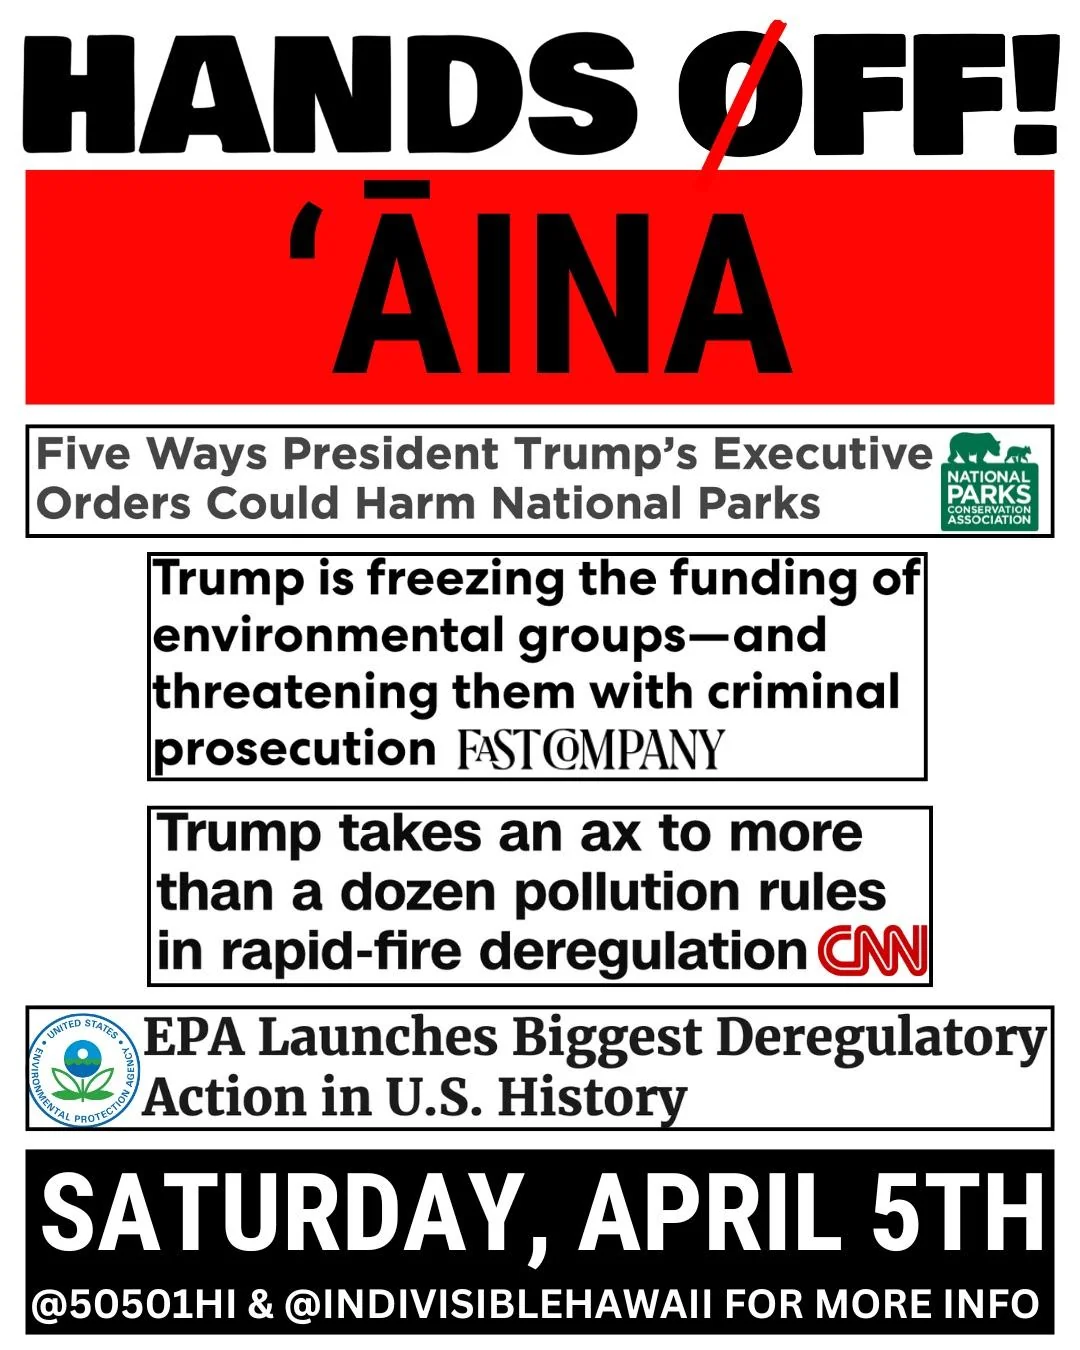 HANDS OFF!
ʻĀINA
Five Ways President Trump’s Executive
Orders Could Harm National Parks
NATIONAL
PARKS
CONSERVATION
ASSOCIATION
Trump is freezing the funding of
environmental groups—and
threatening them with criminal
prosecution FAST COMPANY
Trump takes an ax to more
than a dozen pollution rules
in rapid-fire deregulation CNN
UNITED STATES
ENVIRONMENTAL PROTECTION AGENCY
EPA Launches Biggest Deregulatory
Action in U.S. History
SATURDAY, APRIL 5TH
@50501HI & @INDIVISIBLEHAWAII FOR MORE INFO